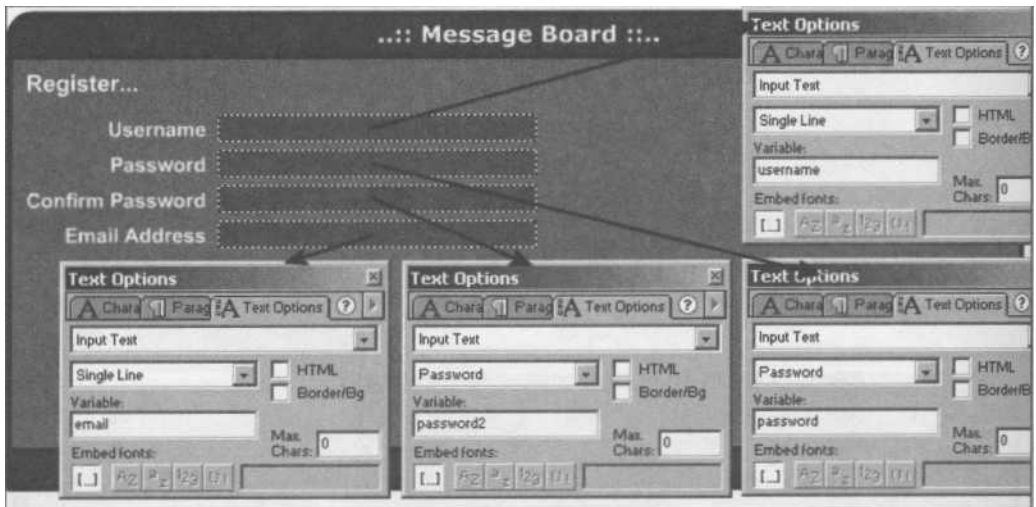 ..:: Message Board ::..
Register...
Username
Password
Confirm Password
Email Address
Text Options
A Chara ¶ Parag A Text Options ?
Input Text
Single Line
HTML
Border/B
Variable:
username
Max.
Chars: 0
Embed fonts:
[...]
Text Options
A Chara ¶ Parag A Text Options ?
Input Text
Single Line
HTML
Border/Bg
Variable:
email
Max.
Chars: 0
Embed fonts:
[...]
Text Options
A Chara ¶ Parag A Text Options ?
Input Text
Password
HTML
Border/Bg
Variable:
password2
Max.
Chars: 0
Embed fonts:
[...]
Text Options
A Chara ¶ Parag A Text Options ?
Input Text
Password
HTML
Border/B
Variable:
password
Max.
Chars: 0
Embed fonts:
[...]